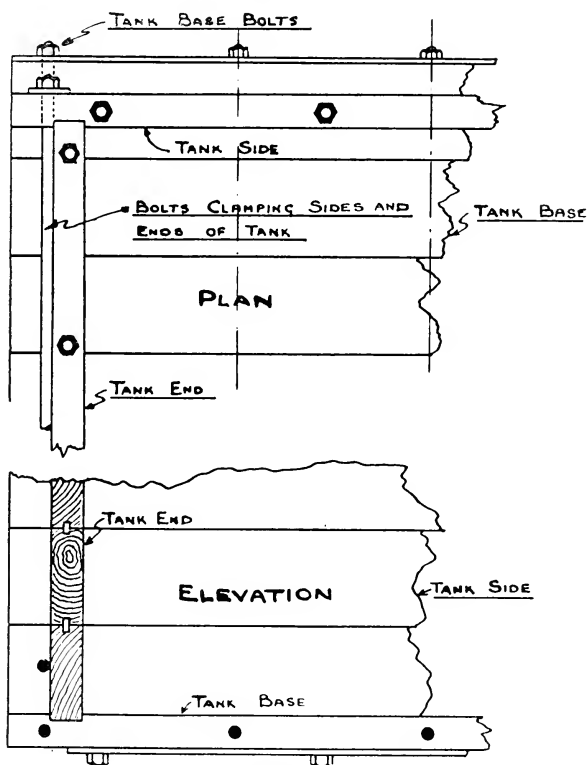 TANK BASE BOLTS
TANK SIDE
BOLTS CLAMPING SIDES AND
ENDS OF TANK
TANK BASE
PLAN
TANK END
TANK END
ELEVATION
TANK SIDE
TANK BASE